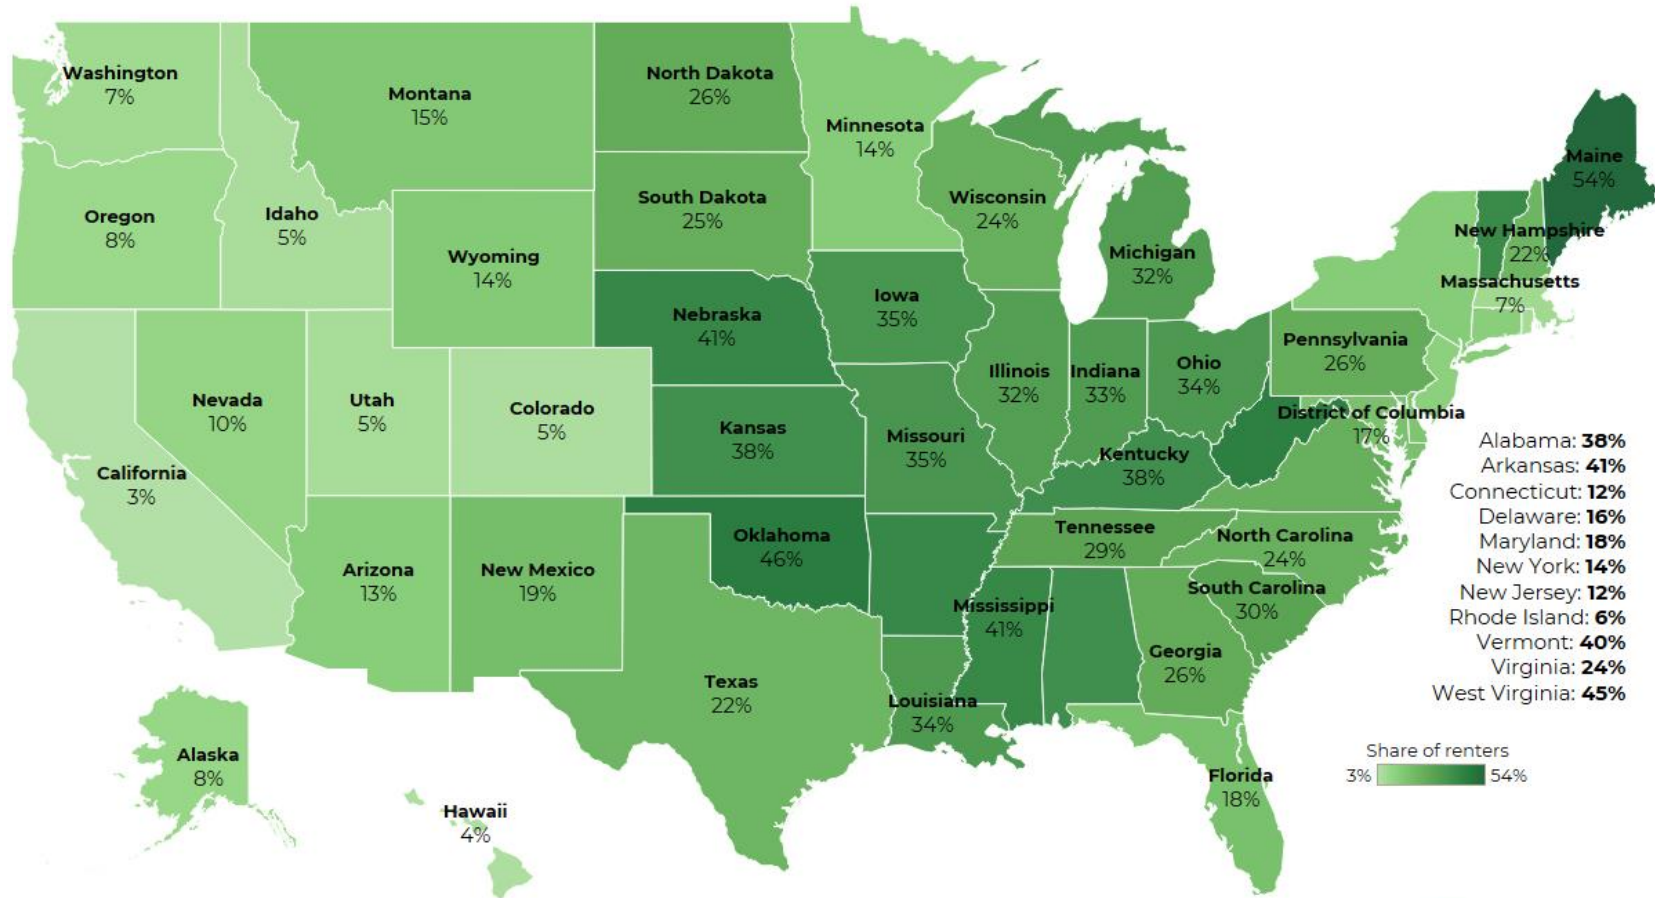 Washington
7%
Montana
15%
North Dakota
26%
Minnesota
14%
Maine
54%
Oregon
8%
Idaho
5%
South Dakota
25%
Wisconsin
24%
New Hampshire
22%
Wyoming
14%
Michigan
32%
Massachusetts
7%
Nebraska
41%
Iowa
35%
Pennsylvania
26%
Illinois
32%
Indiana
33%
Ohio
34%
Nevada
10%
Utah
5%
Colorado
5%
Kansas
38%
Missouri
35%
District of Columbia
17%
Kentucky
38%
California
3%
Oklahoma
46%
Tennessee
29%
North Carolina
24%
Arizona
13%
New Mexico
19%
Mississippi
41%
South Carolina
30%
Georgia
26%
Texas
22%
Louisiana
34%
Alaska
8%
Hawaii
4%
Florida
18%
Alabama: 38%
Arkansas: 41%
Connecticut: 12%
Delaware: 16%
Maryland: 18%
New York: 14%
New Jersey: 12%
Rhode Island: 6%
Vermont: 40%
Virginia: 24%
West Virginia: 45%
Share of renters
3% 54%